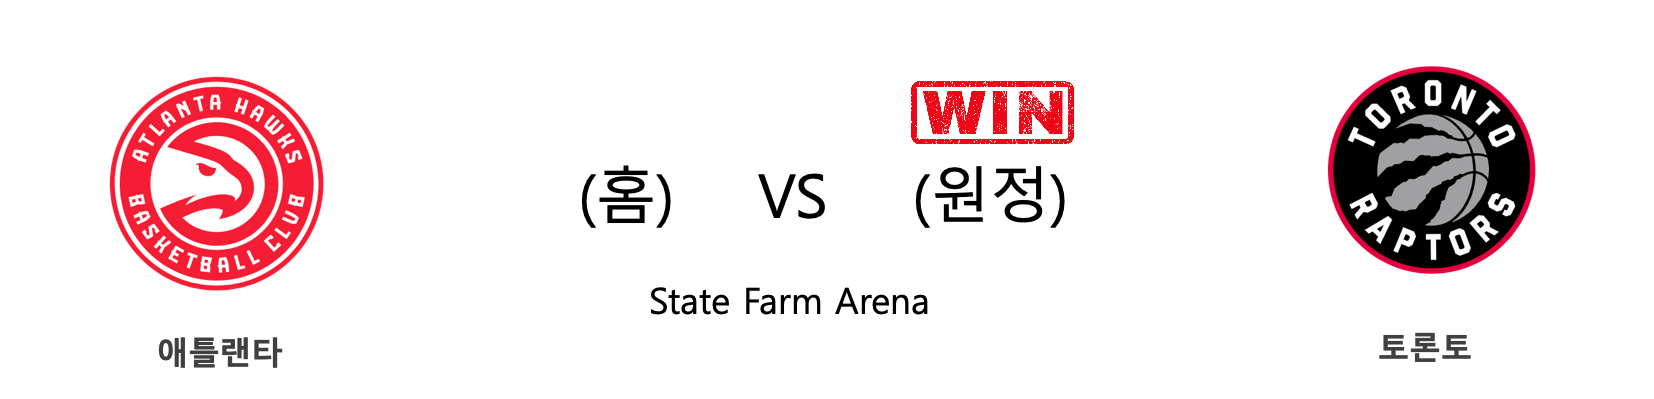 ATLANTA HAWKS
BASKETBALL CLUB
WIN
(홈) VS (원정)
State Farm Arena
TORONTO
RAPTORS
애틀랜타
토론토